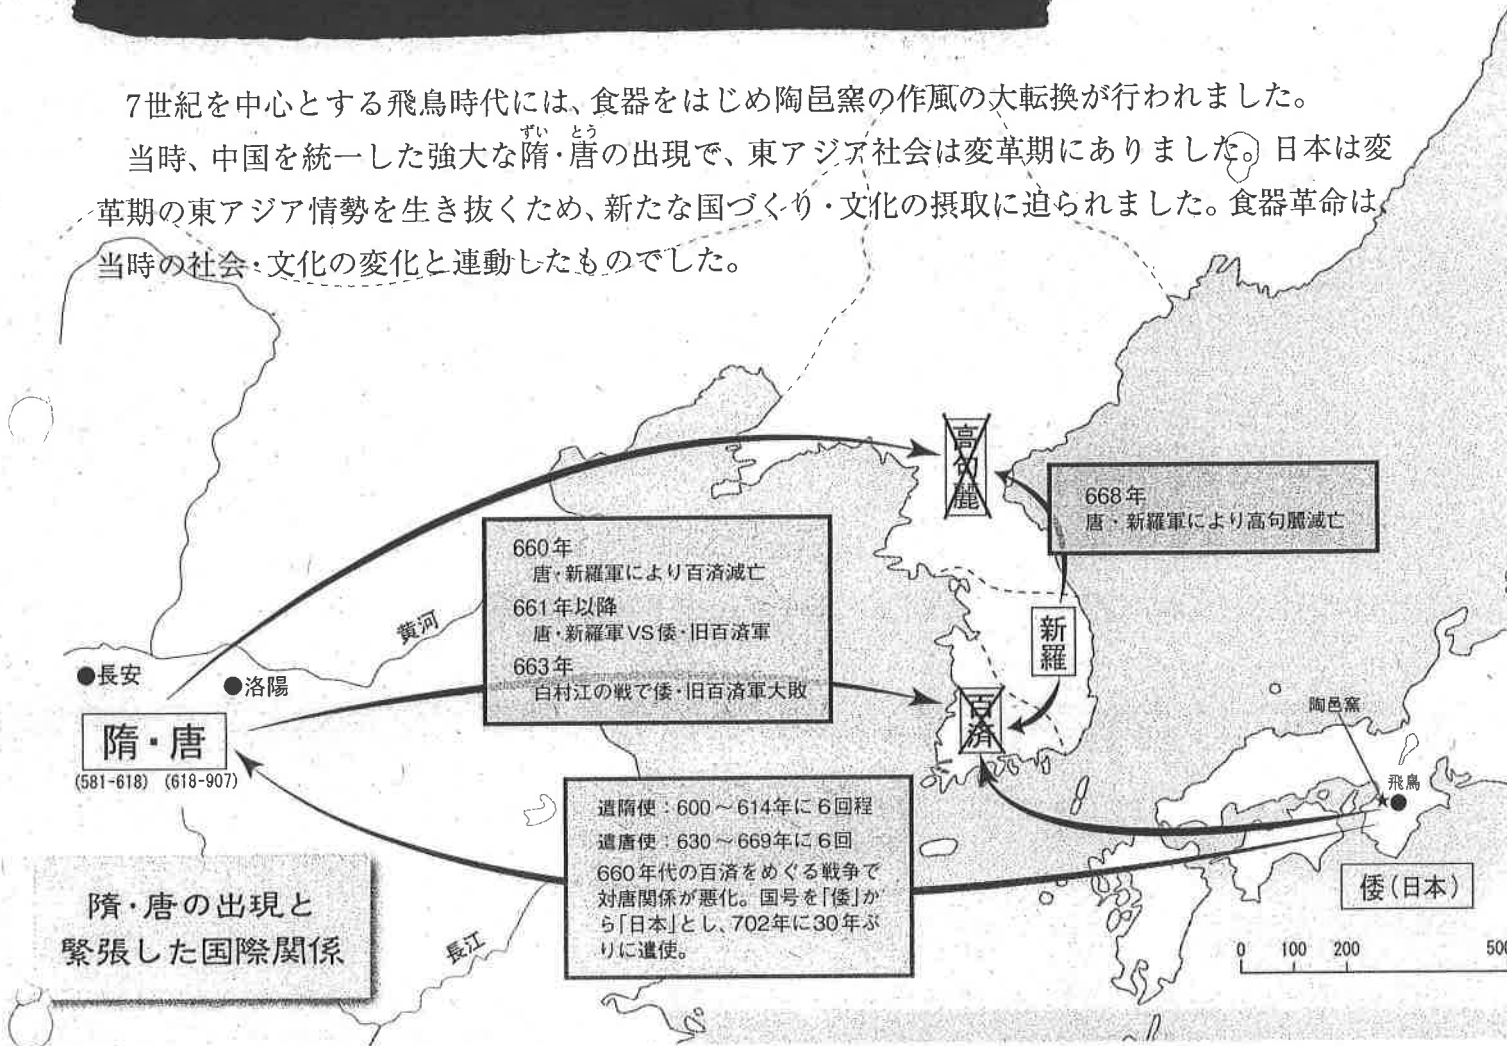 7世紀を中心とする飛鳥時代には、食器をはじめ陶邑窯の作風の大転換が行われました。
当時、中国を統一した強大な隋・唐の出現で、東アジア社会は変革期にありました。日本は変
ずい とう
革期の東アジア情勢を生き抜くため、新たな国づくり・文化の摂取に迫られました。食器革命は、
当時の社会・文化の変化と連動したものでした。
高句麗
668年
唐・新羅軍により高句麗滅亡
660年
唐・新羅軍により百済滅亡
661年以降
唐・新羅軍VS倭・旧百済軍
663年
白村江の戦で倭・旧百済軍大敗
黄河
新羅
百済
●長安
●洛陽
隋・唐
(581-618) (618-907)
陶邑窯
飛鳥
★●
倭(日本)
遣隋使:600～614年に6回程
遣唐使:630～669年に6回
660年代の百済をめぐる戦争で
対唐関係が悪化。国号を「倭」か
ら「日本」とし、702年に30年ぶ
りに遣使。
隋・唐の出現と
緊張した国際関係
長江
0 100 200 500